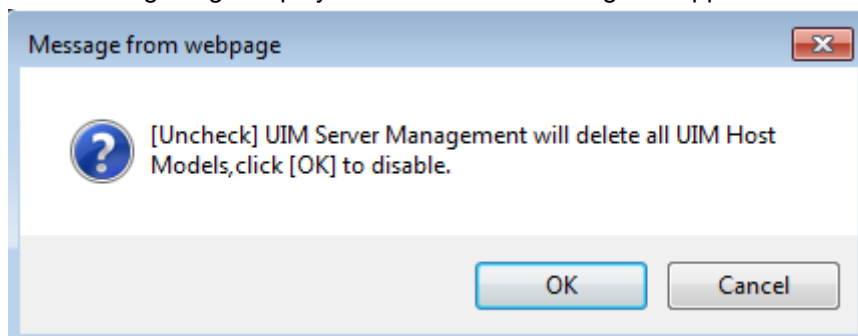 Message from webpage
[Uncheck] UIM Server Management will delete all UIM Host
Models,click [OK] to disable.
OK
Cancel